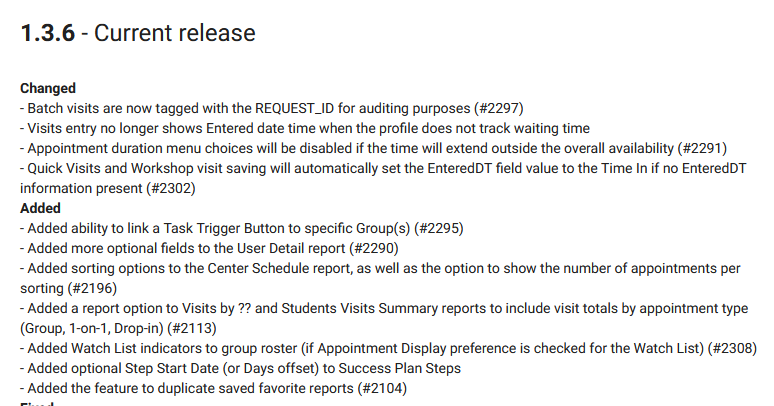 1.3.6 - Current release
Changed
- Batch visits are now tagged with the REQUEST_ID for auditing purposes (#2297)
- Visits entry no longer shows Entered date time when the profile does not track waiting time
- Appointment duration menu choices will be disabled if the time will extend outside the overall availability (#2291)
- Quick Visits and Workshop visit saving will automatically set the EnteredDT field value to the Time In if no EnteredDT
information present (#2302)
Added
- Added ability to link a Task Trigger Button to specific Group(s) (#2295)
- Added more optional fields to the User Detail report (#2290)
- Added sorting options to the Center Schedule report, as well as the option to show the number of appointments per
sorting (#2196)
- Added a report option to Visits by ?? and Students Visits Summary reports to include visit totals by appointment type
(Group, 1-on-1, Drop-in) (#2113)
- Added Watch List indicators to group roster (if Appointment Display preference is checked for the Watch List) (#2308)
- Added optional Step Start Date (or Days offset) to Success Plan Steps
- Added the feature to duplicate saved favorite reports (#2104)